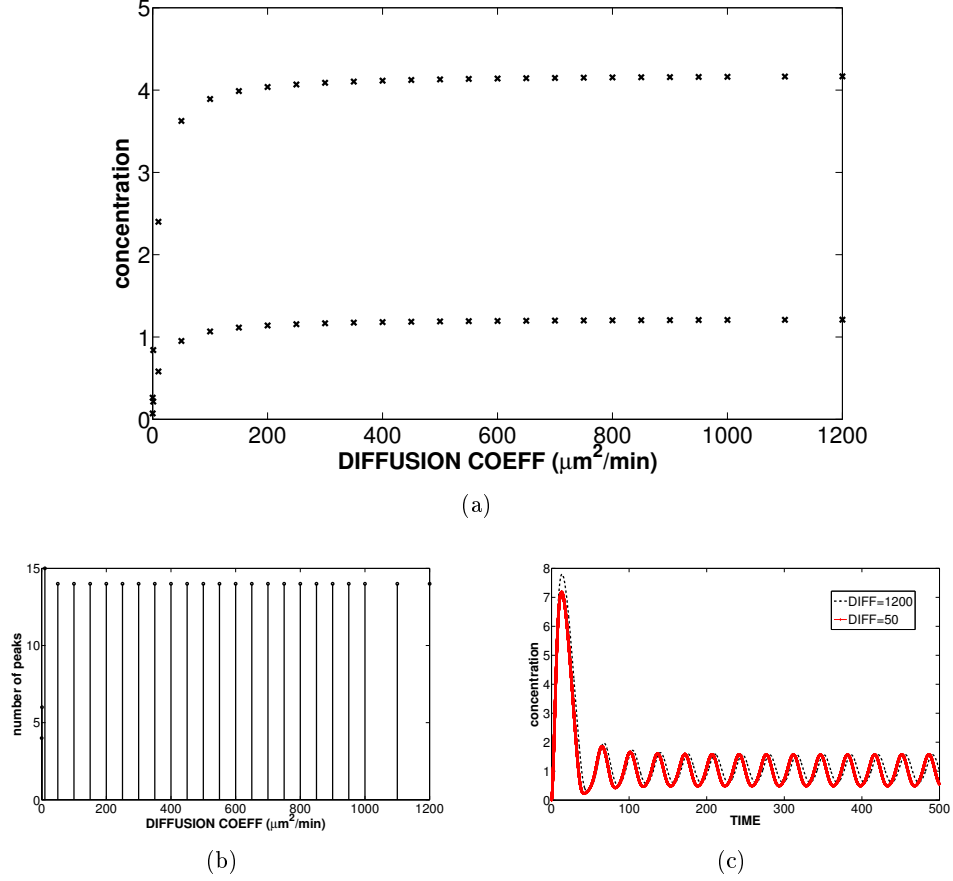 5
4
3
2
1
0
concentration
0 200 400 600 800 1000 1200
DIFFUSION COEFF (μm²/min)
(a)
15
10
5
0
number of peaks
0 200 400 600 800 1000 1200
DIFFUSION COEFF (μm²/min)
(b)
8
7
6
5
4
3
2
1
0
concentration
DIFF=1200
DIFF=50
0 100 200 300 400 500
TIME
(c)